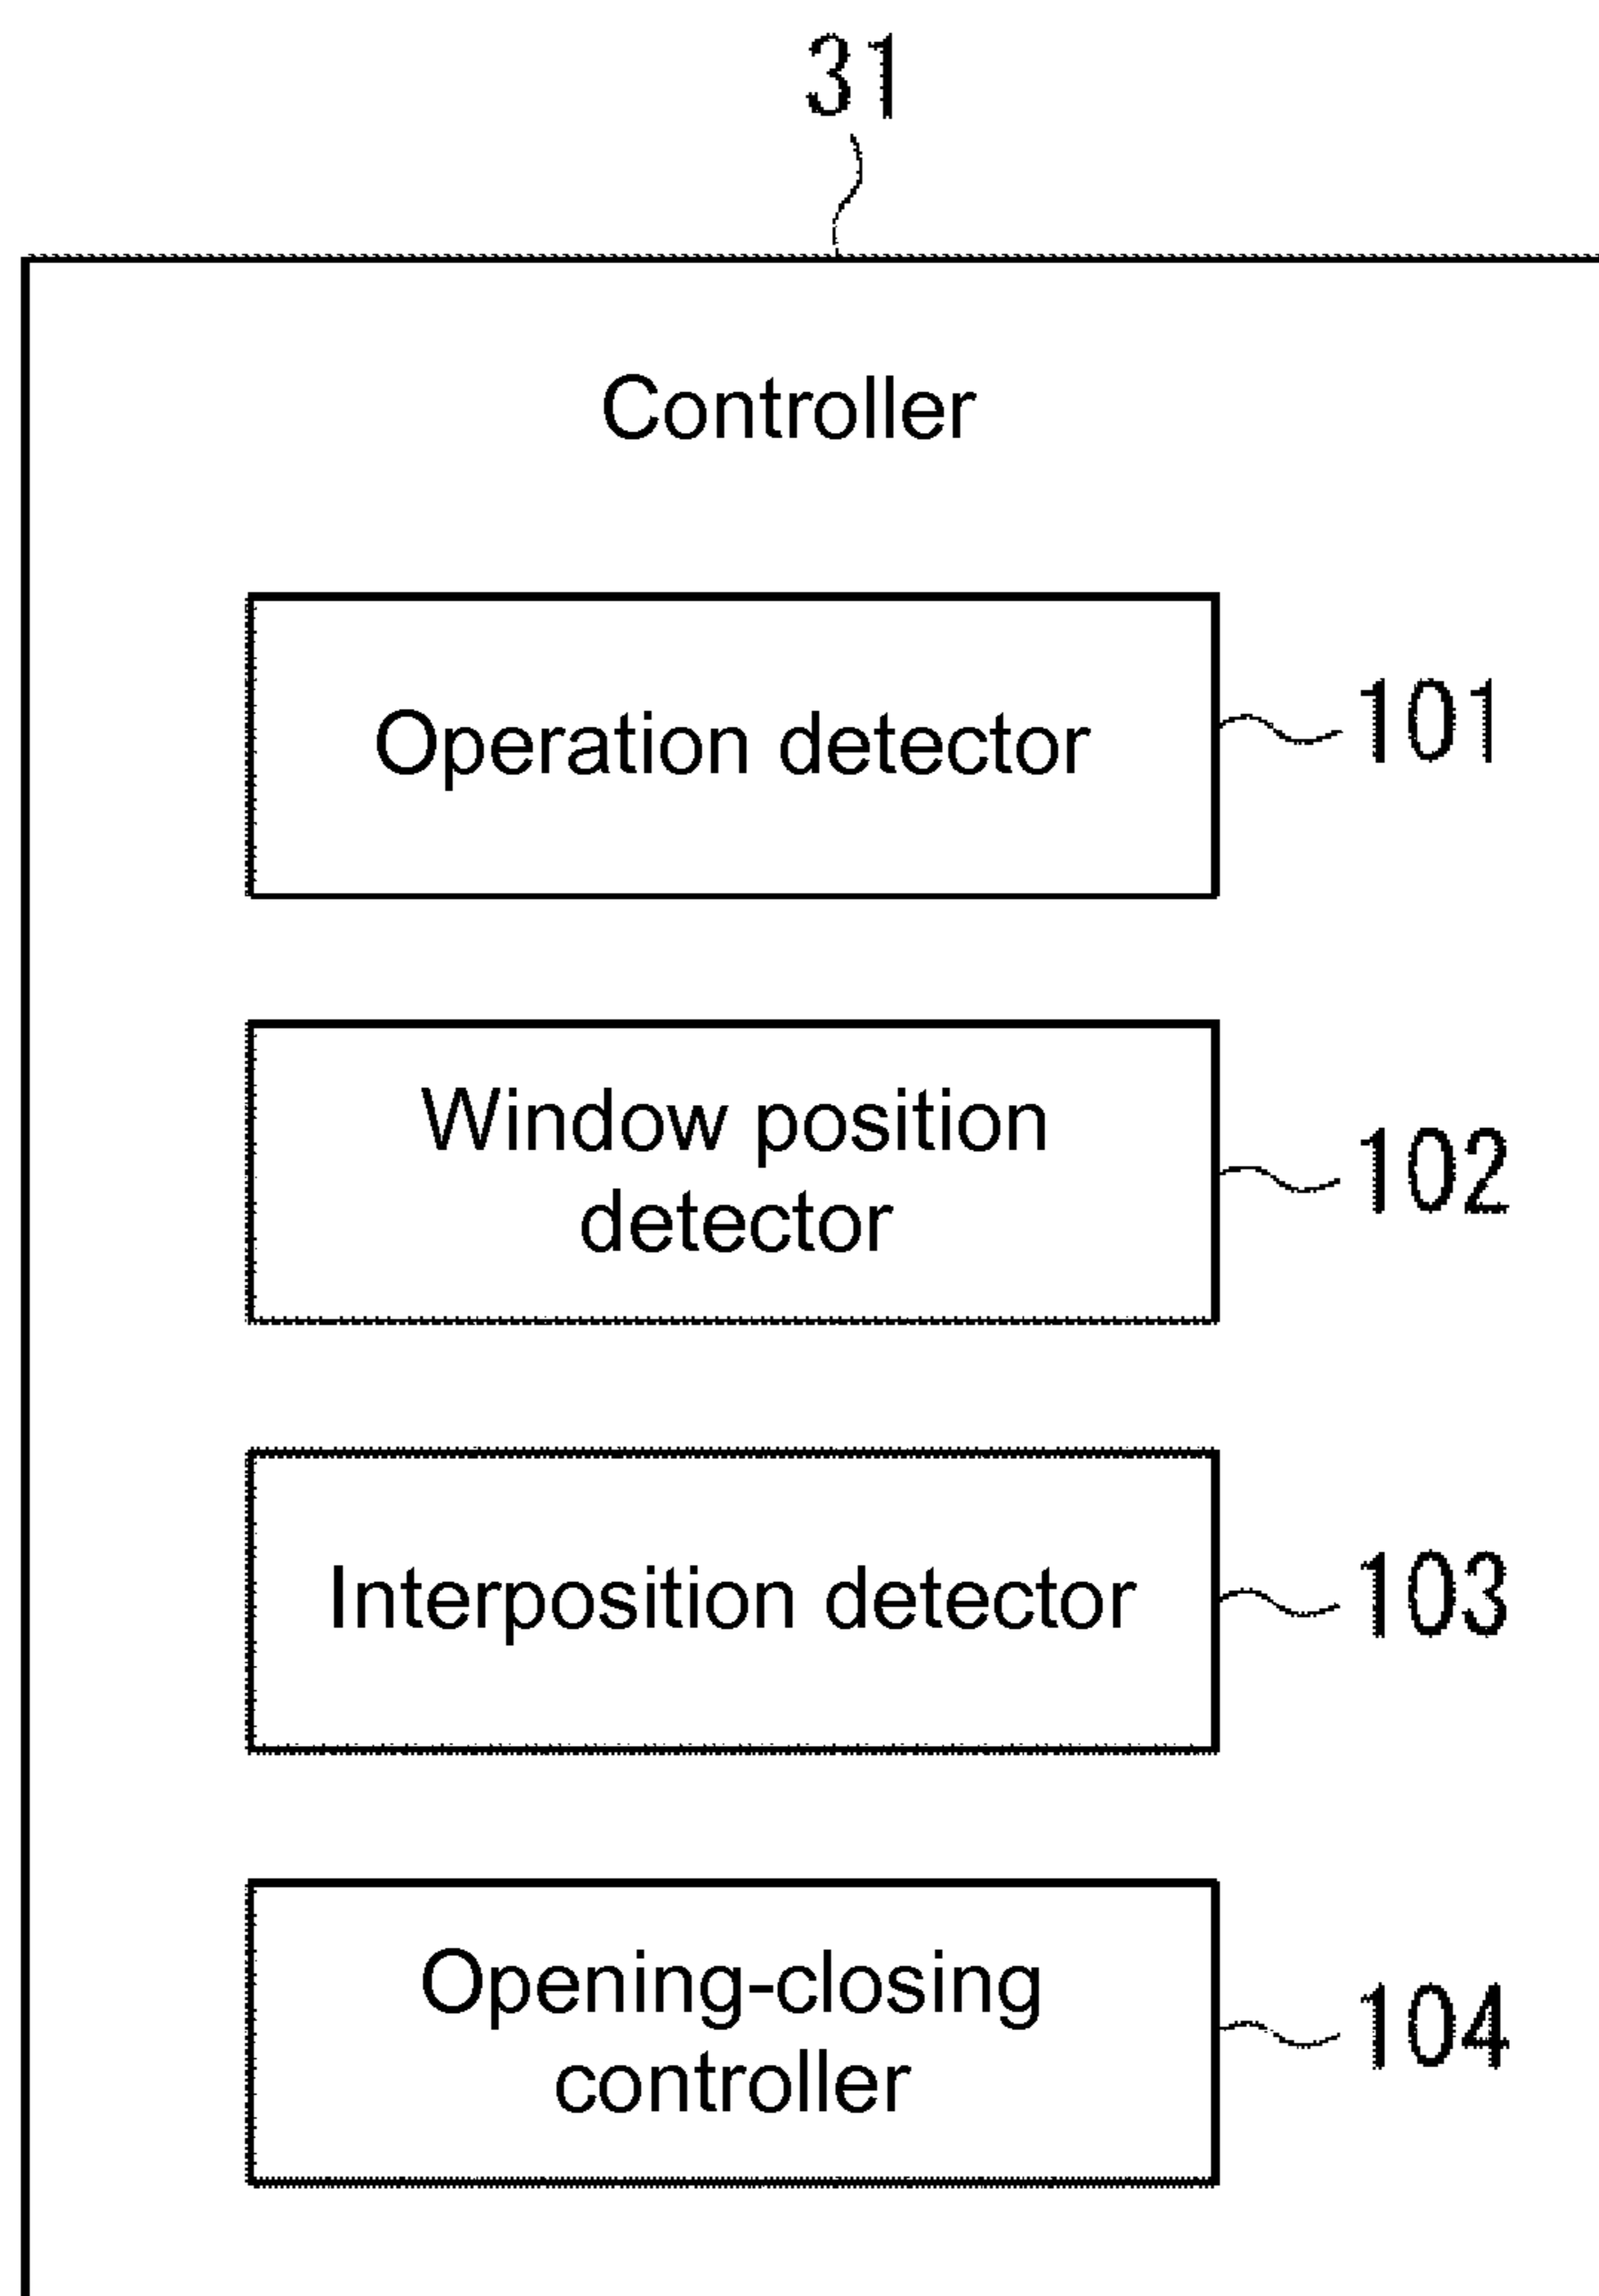 31
Controller
Operation detector
101
Window position
detector
102
Interposition detector
103
Opening-closing
controller
104